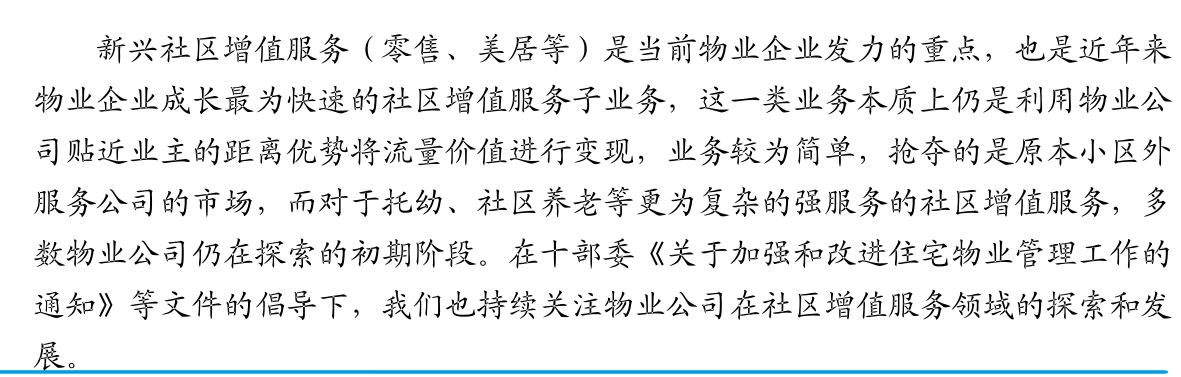 新兴社区增值服务（零售、美居等）是当前物业企业发力的重点，也是近年来
物业企业成长最为快速的社区增值服务子业务，这一类业务本质上仍是利用物业公
司贴近业主的距离优势将流量价值进行变现，业务较为简单，抢夺的是原本小区外
服务公司的市场，而对于托幼、社区养老等更为复杂的强服务的社区增值服务，多
数物业公司仍在探索的初期阶段。在十部委《关于加强和改进住宅物业管理工作的
通知》等文件的倡导下，我们也持续关注物业公司在社区增值服务领域的探索和发
展。